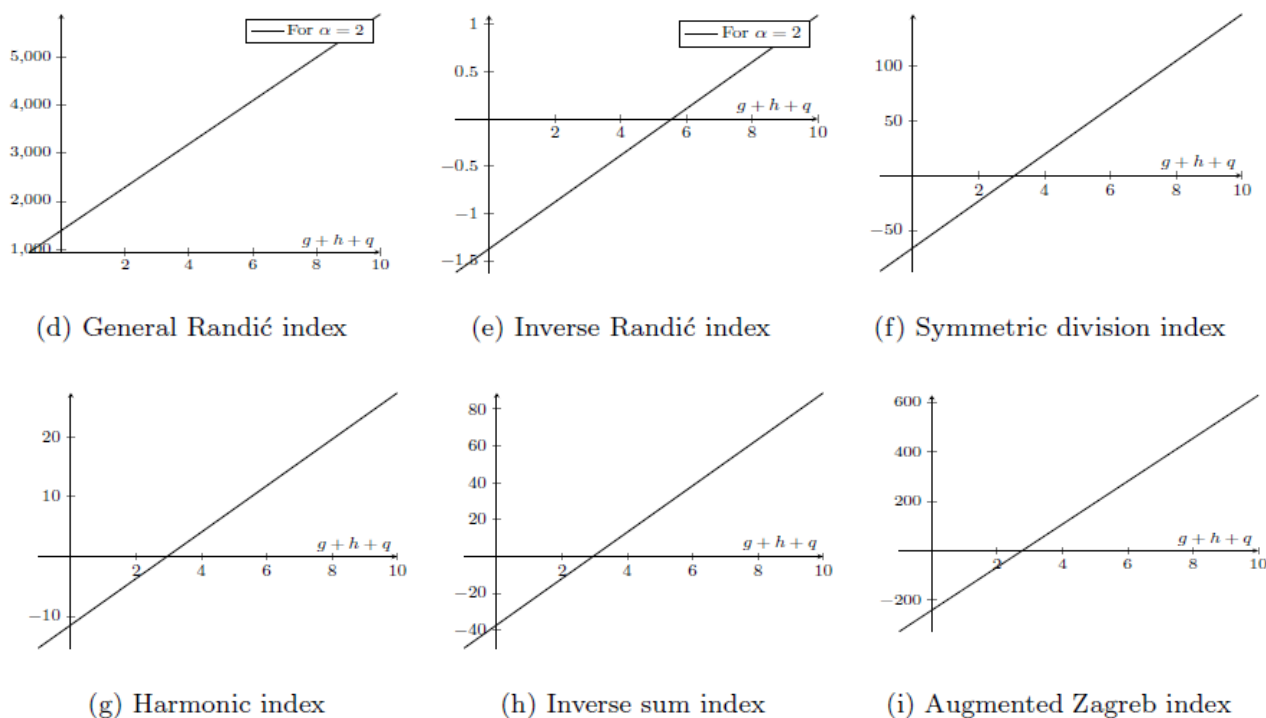 For α = 2
5,000
4,000
3,000
2,000
1,000
g + h + q
2 4 6 8 10
(d) General Randić index
For α = 2
1
0.5
g + h + q
2 4 6 8 10
−0.5
−1
−1.5
(e) Inverse Randić index
100
50
g + h + q
2 4 6 8 10
−50
(f) Symmetric division index
20
10
g + h + q
2 4 6 8 10
−10
(g) Harmonic index
80
60
40
20
g + h + q
2 4 6 8 10
−20
−40
(h) Inverse sum index
600
400
200
g + h + q
2 4 6 8 10
−200
(i) Augmented Zagreb index